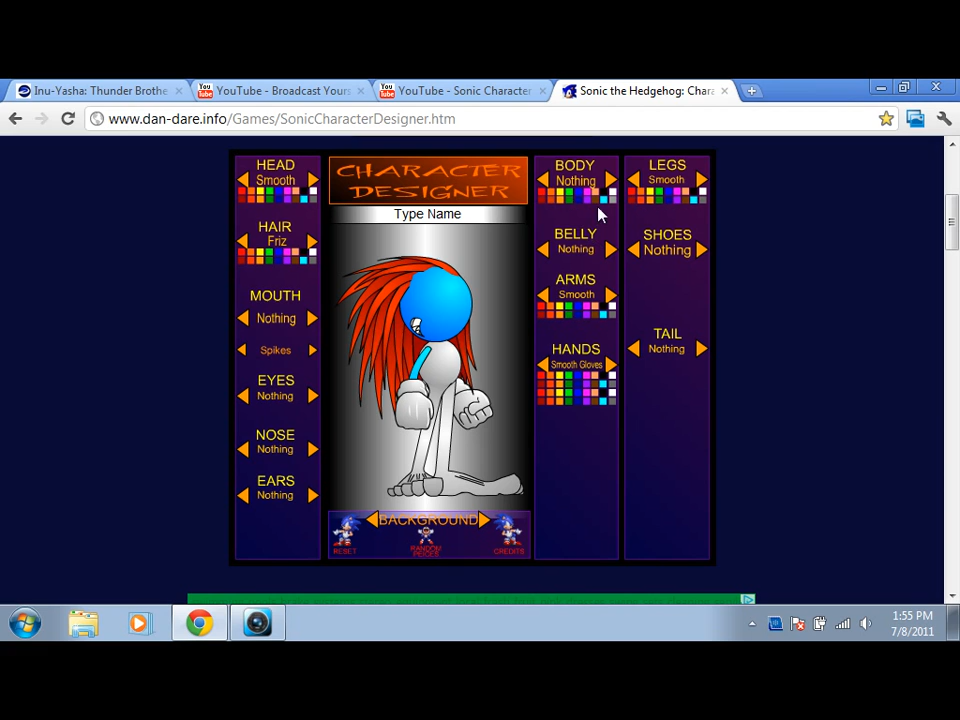 Inu-Yasha: Thunder Brothe
YouTube - Broadcast Yours
YouTube - Sonic Character
Sonic the Hedgehog: Chara
www.dan-dare.info/Games/SonicCharacterDesigner.htm
HEAD
Smooth
HAIR
Friz
MOUTH
Nothing
Spikes
EYES
Nothing
NOSE
Nothing
EARS
Nothing
CHARACTER
DESIGNER
Type Name
BACKGROUND
RESET
RANDOM
PIECES
CREDITS
BODY
Nothing
BELLY
Nothing
ARMS
Smooth
HANDS
Smooth Gloves
LEGS
Smooth
SHOES
Nothing
TAIL
Nothing
1:55 PM
7/8/2011